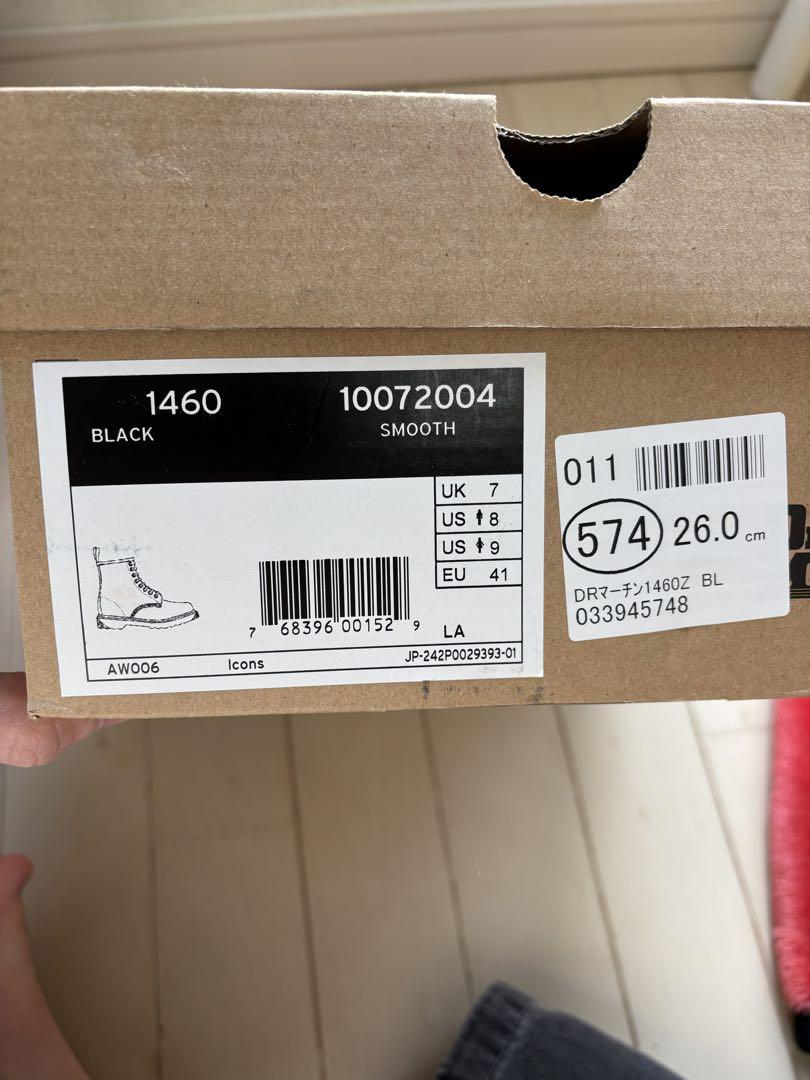 1460 10072004
BLACK SMOOTH
UK 7
US 8
US 9
EU 41
7 68396 00152 9
LA
AW006 Icons JP-242P0029393-01
011
574 26.0 cm
DRマーチン1460Z BL
033945748